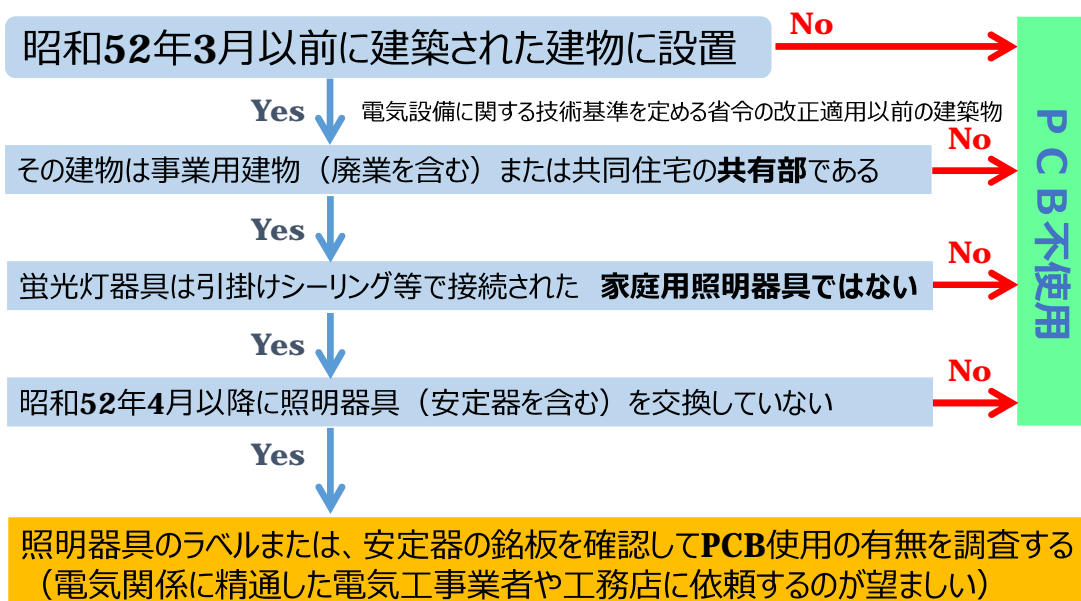 昭和52年3月以前に建築された建物に設置
No
Yes
電気設備に関する技術基準を定める省令の改正適用以前の建築物
No
その建物は事業用建物（廃業を含む）または共同住宅の共有部である
Yes
No
蛍光灯器具は引掛けシーリング等で接続された 家庭用照明器具ではない
Yes
No
昭和52年4月以降に照明器具（安定器を含む）を交換していない
Yes
PCB不使用
照明器具のラベルまたは、安定器の銘板を確認してPCB使用の有無を調査する
（電気関係に精通した電気工事業者や工務店に依頼するのが望ましい）